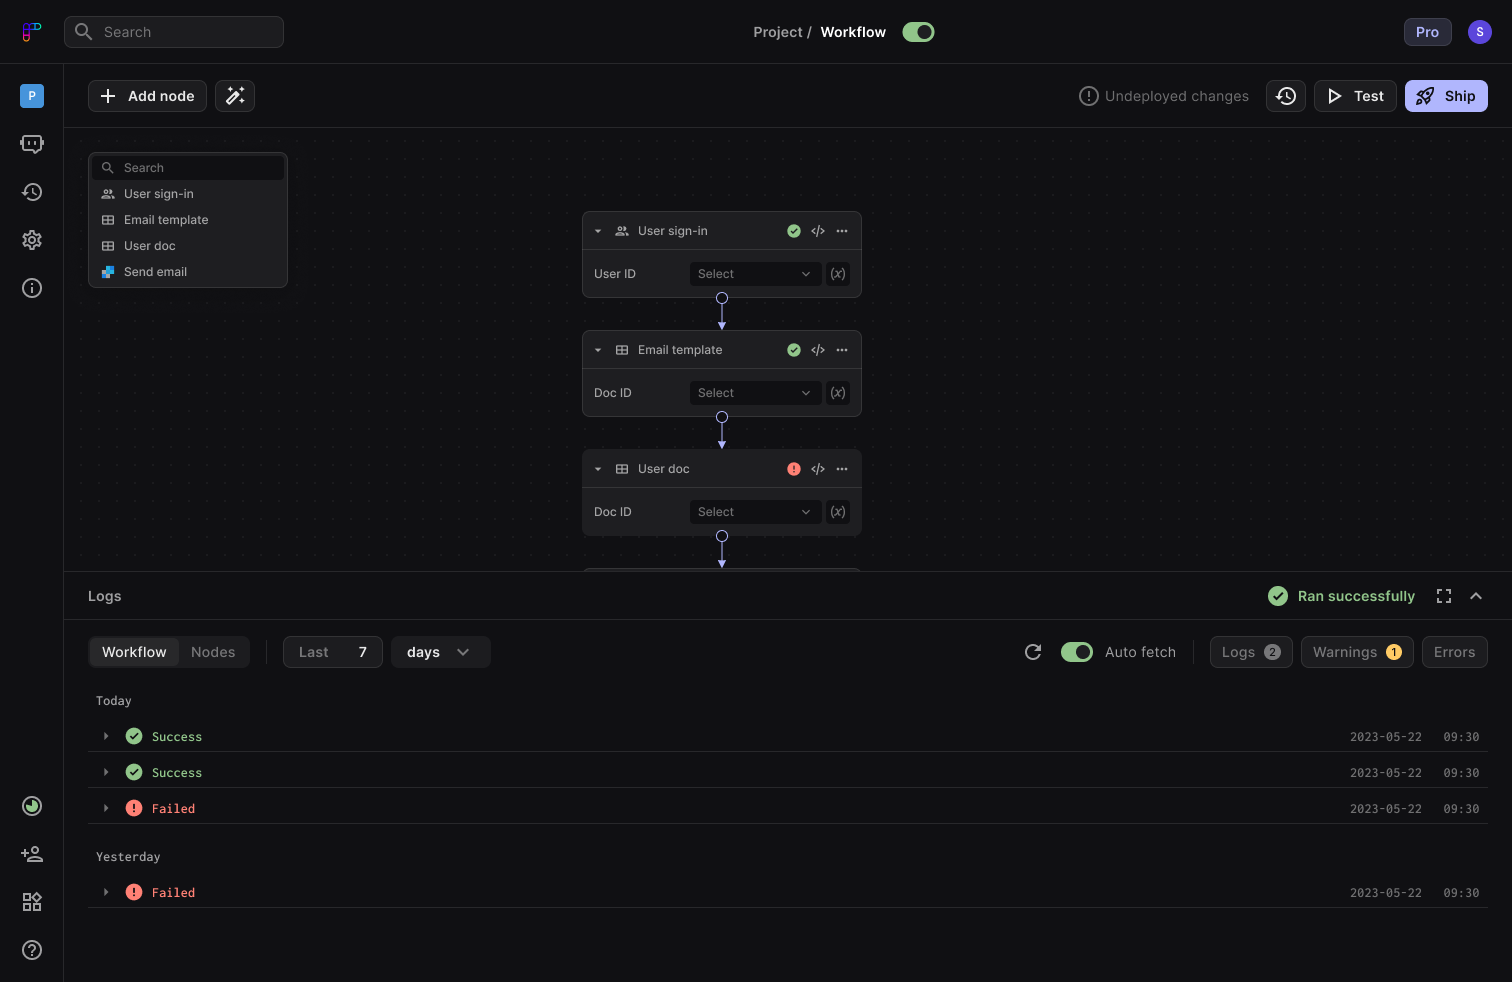 Search
Project / Workflow
Pro
S
P
Add node
Undeployed changes
Test
Ship
Search
User sign-in
Email template
User doc
Send email
User sign-in
User ID
Select
(x)
Email template
Doc ID
Select
(x)
User doc
Doc ID
Select
(x)
Logs
Ran successfully
Workflow
Nodes
Last 7
days
Auto fetch
Logs 2
Warnings 1
Errors
Today
Success 2023-05-22 09:30
Success 2023-05-22 09:30
Failed 2023-05-22 09:30
Yesterday
Failed 2023-05-22 09:30